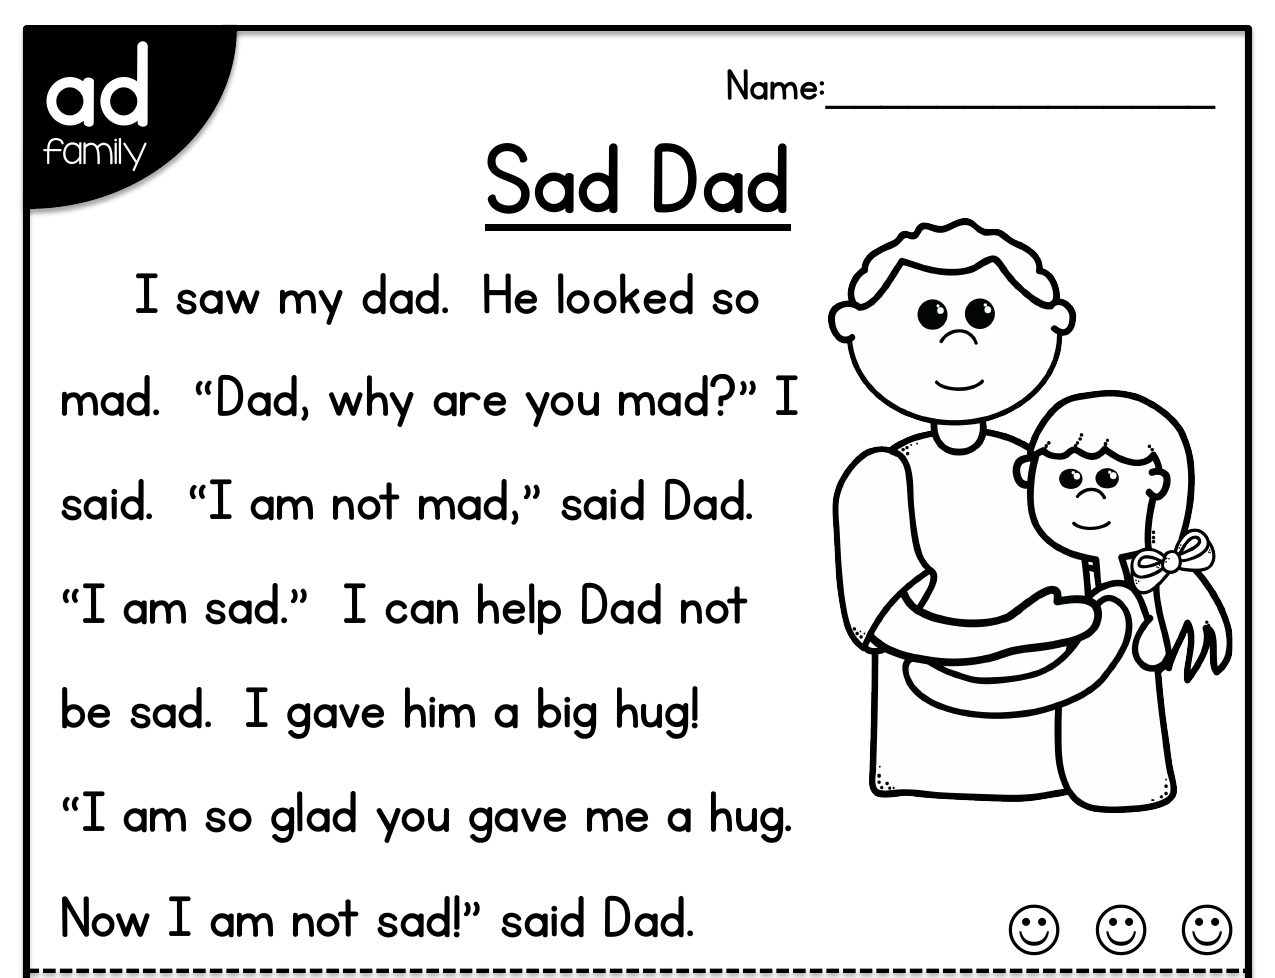 ad
family
Name:
Sad Dad
I saw my dad. He looked so
mad. “Dad, why are you mad?” I
said. “I am not mad,” said Dad.
“I am sad.” I can help Dad not
be sad. I gave him a big hug!
“I am so glad you gave me a hug.
Now I am not sad!” said Dad.